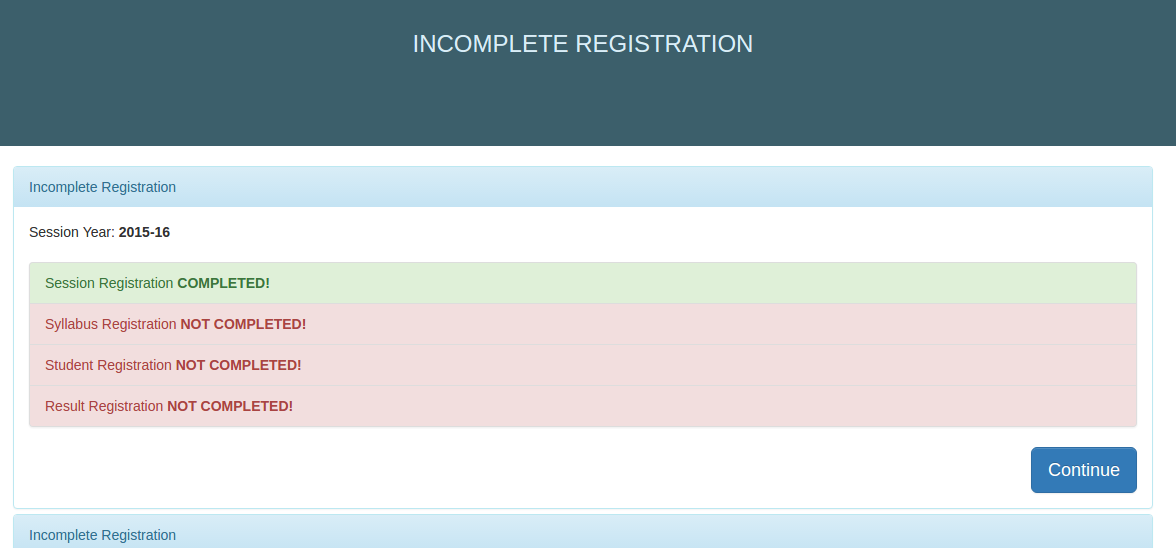 INCOMPLETE REGISTRATION
Incomplete Registration
Session Year: 2015-16
Session Registration COMPLETED!
Syllabus Registration NOT COMPLETED!
Student Registration NOT COMPLETED!
Result Registration NOT COMPLETED!
Continue
Incomplete Registration